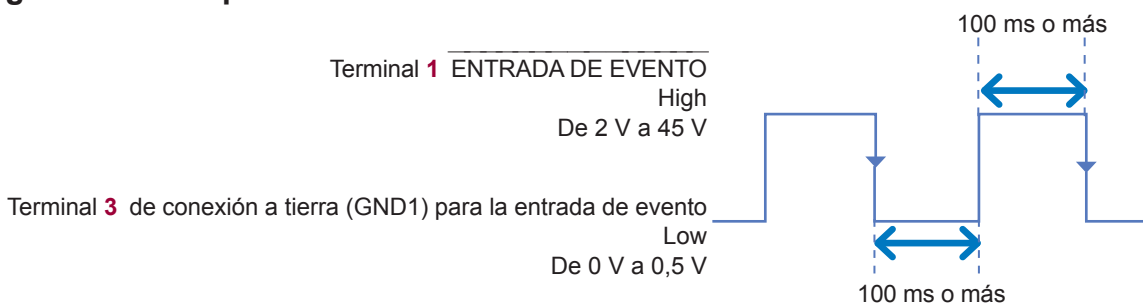 100 ms o más
Terminal 1 ENTRADA DE EVENTO
High
De 2 V a 45 V
Terminal 3 de conexión a tierra (GND1) para la entrada de evento
Low
De 0 V a 0,5 V
100 ms o más